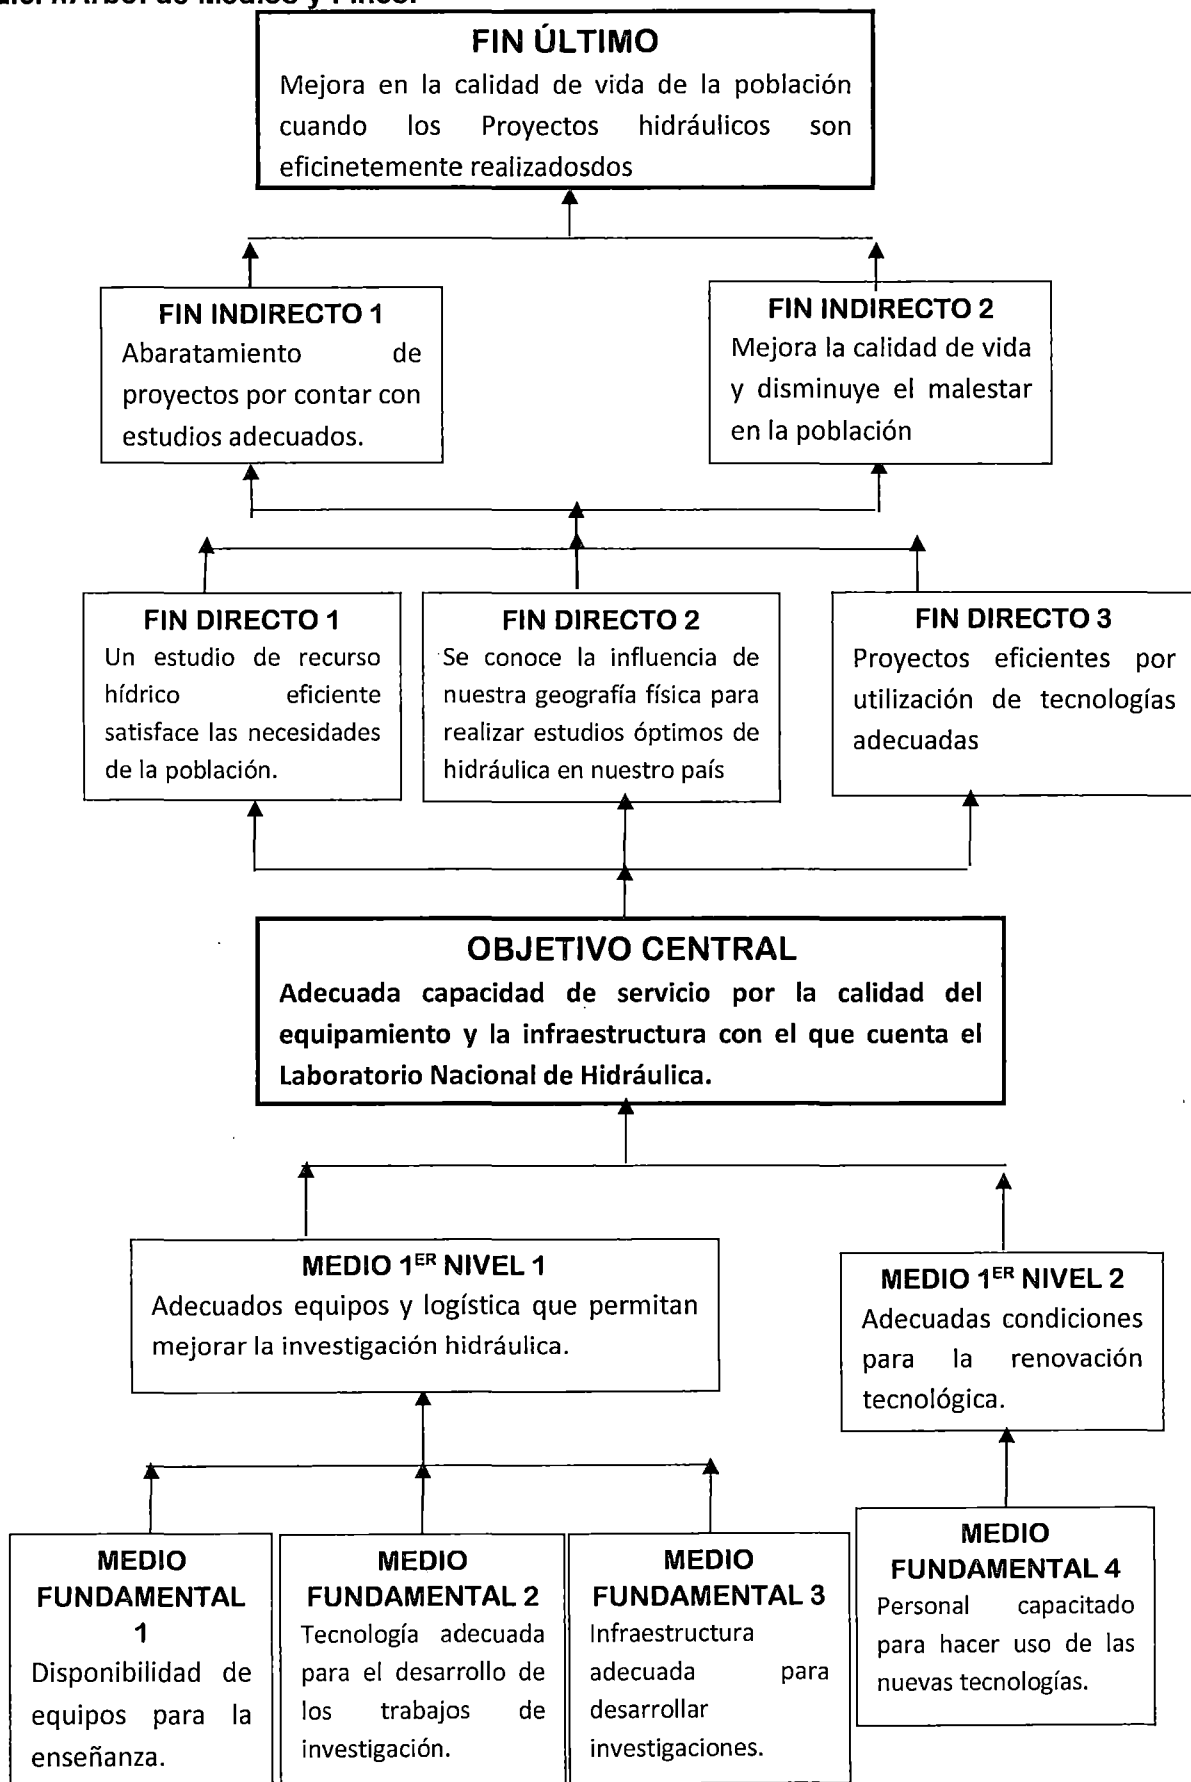 FIN ÚLTIMO
Mejora en la calidad de vida de la población
cuando los Proyectos hidráulicos son
eficinetemente realizadosdos
FIN INDIRECTO 1
Abaratamiento de
proyectos por contar con
estudios adecuados.
FIN INDIRECTO 2
Mejora la calidad de vida
y disminuye el malestar
en la población
FIN DIRECTO 1
Un estudio de recurso
hídrico eficiente
satisface las necesidades
de la población.
FIN DIRECTO 2
Se conoce la influencia de
nuestra geografía física para
realizar estudios óptimos de
hidráulica en nuestro país
FIN DIRECTO 3
Proyectos eficientes por
utilización de tecnologías
adecuadas
OBJETIVO CENTRAL
Adecuada capacidad de servicio por la calidad del
equipamiento y la infraestructura con el que cuenta el
Laboratorio Nacional de Hidráulica.
MEDIO 1ER NIVEL 1
Adecuados equipos y logística que permitan
mejorar la investigación hidráulica.
MEDIO 1ER NIVEL 2
Adecuadas condiciones
para la renovación
tecnológica.
MEDIO
FUNDAMENTAL
1
Disponibilidad de
equipos para la
enseñanza.
MEDIO
FUNDAMENTAL 2
Tecnología adecuada
para el desarrollo de
los trabajos de
investigación.
MEDIO
FUNDAMENTAL 3
Infraestructura
adecuada para
desarrollar
investigaciones.
MEDIO
FUNDAMENTAL 4
Personal capacitado
para hacer uso de las
nuevas tecnologías.